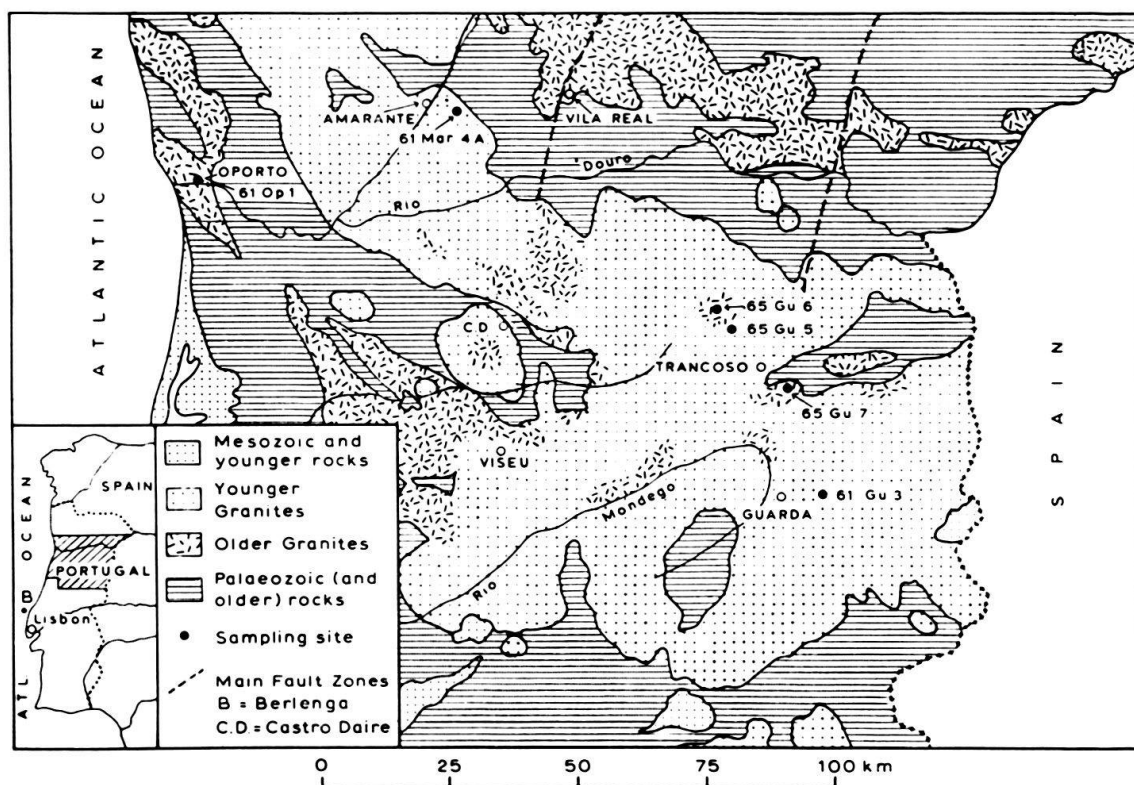 ATLANTIC OCEAN
AMARANTE
61 Mar 4A
VILA REAL
OPORTO
61 Op 1
Rio
Douro
C.D
65 Gu 6
65 Gu 5
TRANCOSO
65 Gu 7
VISEU
Rio
Mondego
61 Gu 3
GUARDA
SPAIN
ATL OCEAN
SPAIN
PORTUGAL
B
Lisbon
Mesozoic and
younger rocks
Younger
Granites
Older Granites
Palaeozoic (and
older) rocks
Sampling site
Main Fault Zones
B = Berlenga
C.D. = Castro Daire
0 25 50 75 100 km